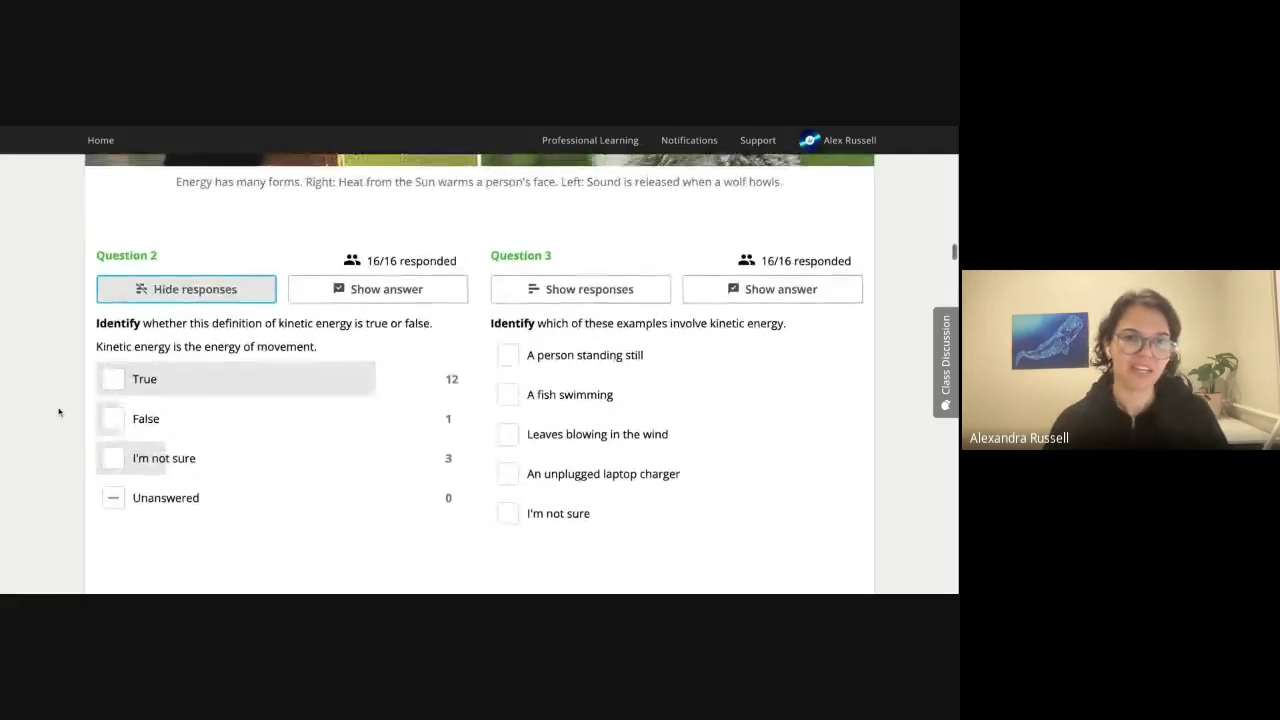 Home
Professional Learning
Notifications
Support
Alex Russell
Energy has many forms. Right: Heat from the Sun warms a person's face. Left: Sound is released when a wolf howls.
Question 2
16/16 responded
Hide responses
Show answer
Identify whether this definition of kinetic energy is true or false.
Kinetic energy is the energy of movement.
True 12
False 1
I'm not sure 3
Unanswered 0
Question 3
16/16 responded
Show responses
Show answer
Identify which of these examples involve kinetic energy.
A person standing still
A fish swimming
Leaves blowing in the wind
An unplugged laptop charger
I'm not sure
Class Discussion
Alexandra Russell